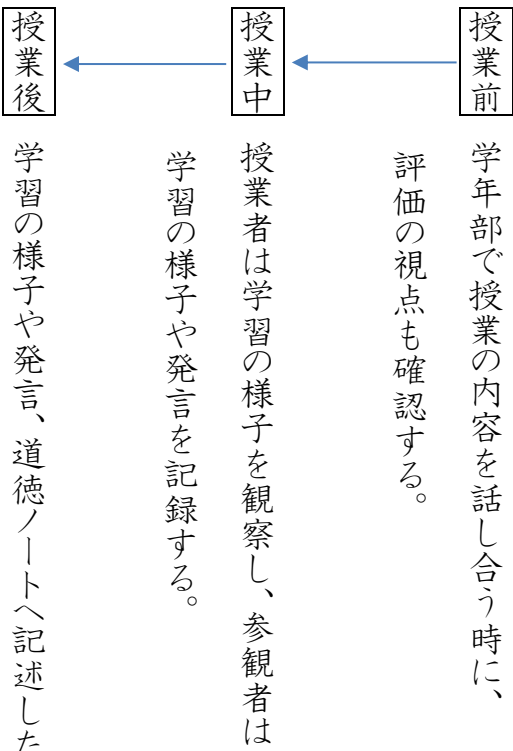 授業前
学年部で授業の内容を話し合う時に、
評価の視点も確認する。
授業中
授業者は学習の様子を観察し、参観者は
学習の様子や発言を記録する。
授業後
学習の様子や発言、道徳ノートへ記述した